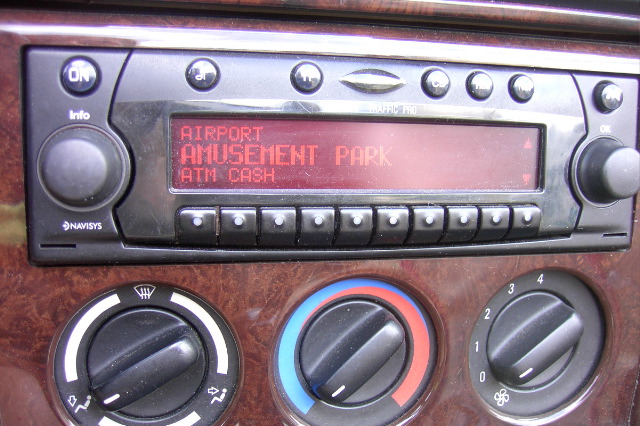 ON
Info
TRAFFIC PRO
OK
AIRPORT
AMUSEMENT PARK
ATM CASH
NAVISYS
0 1 2 3 4